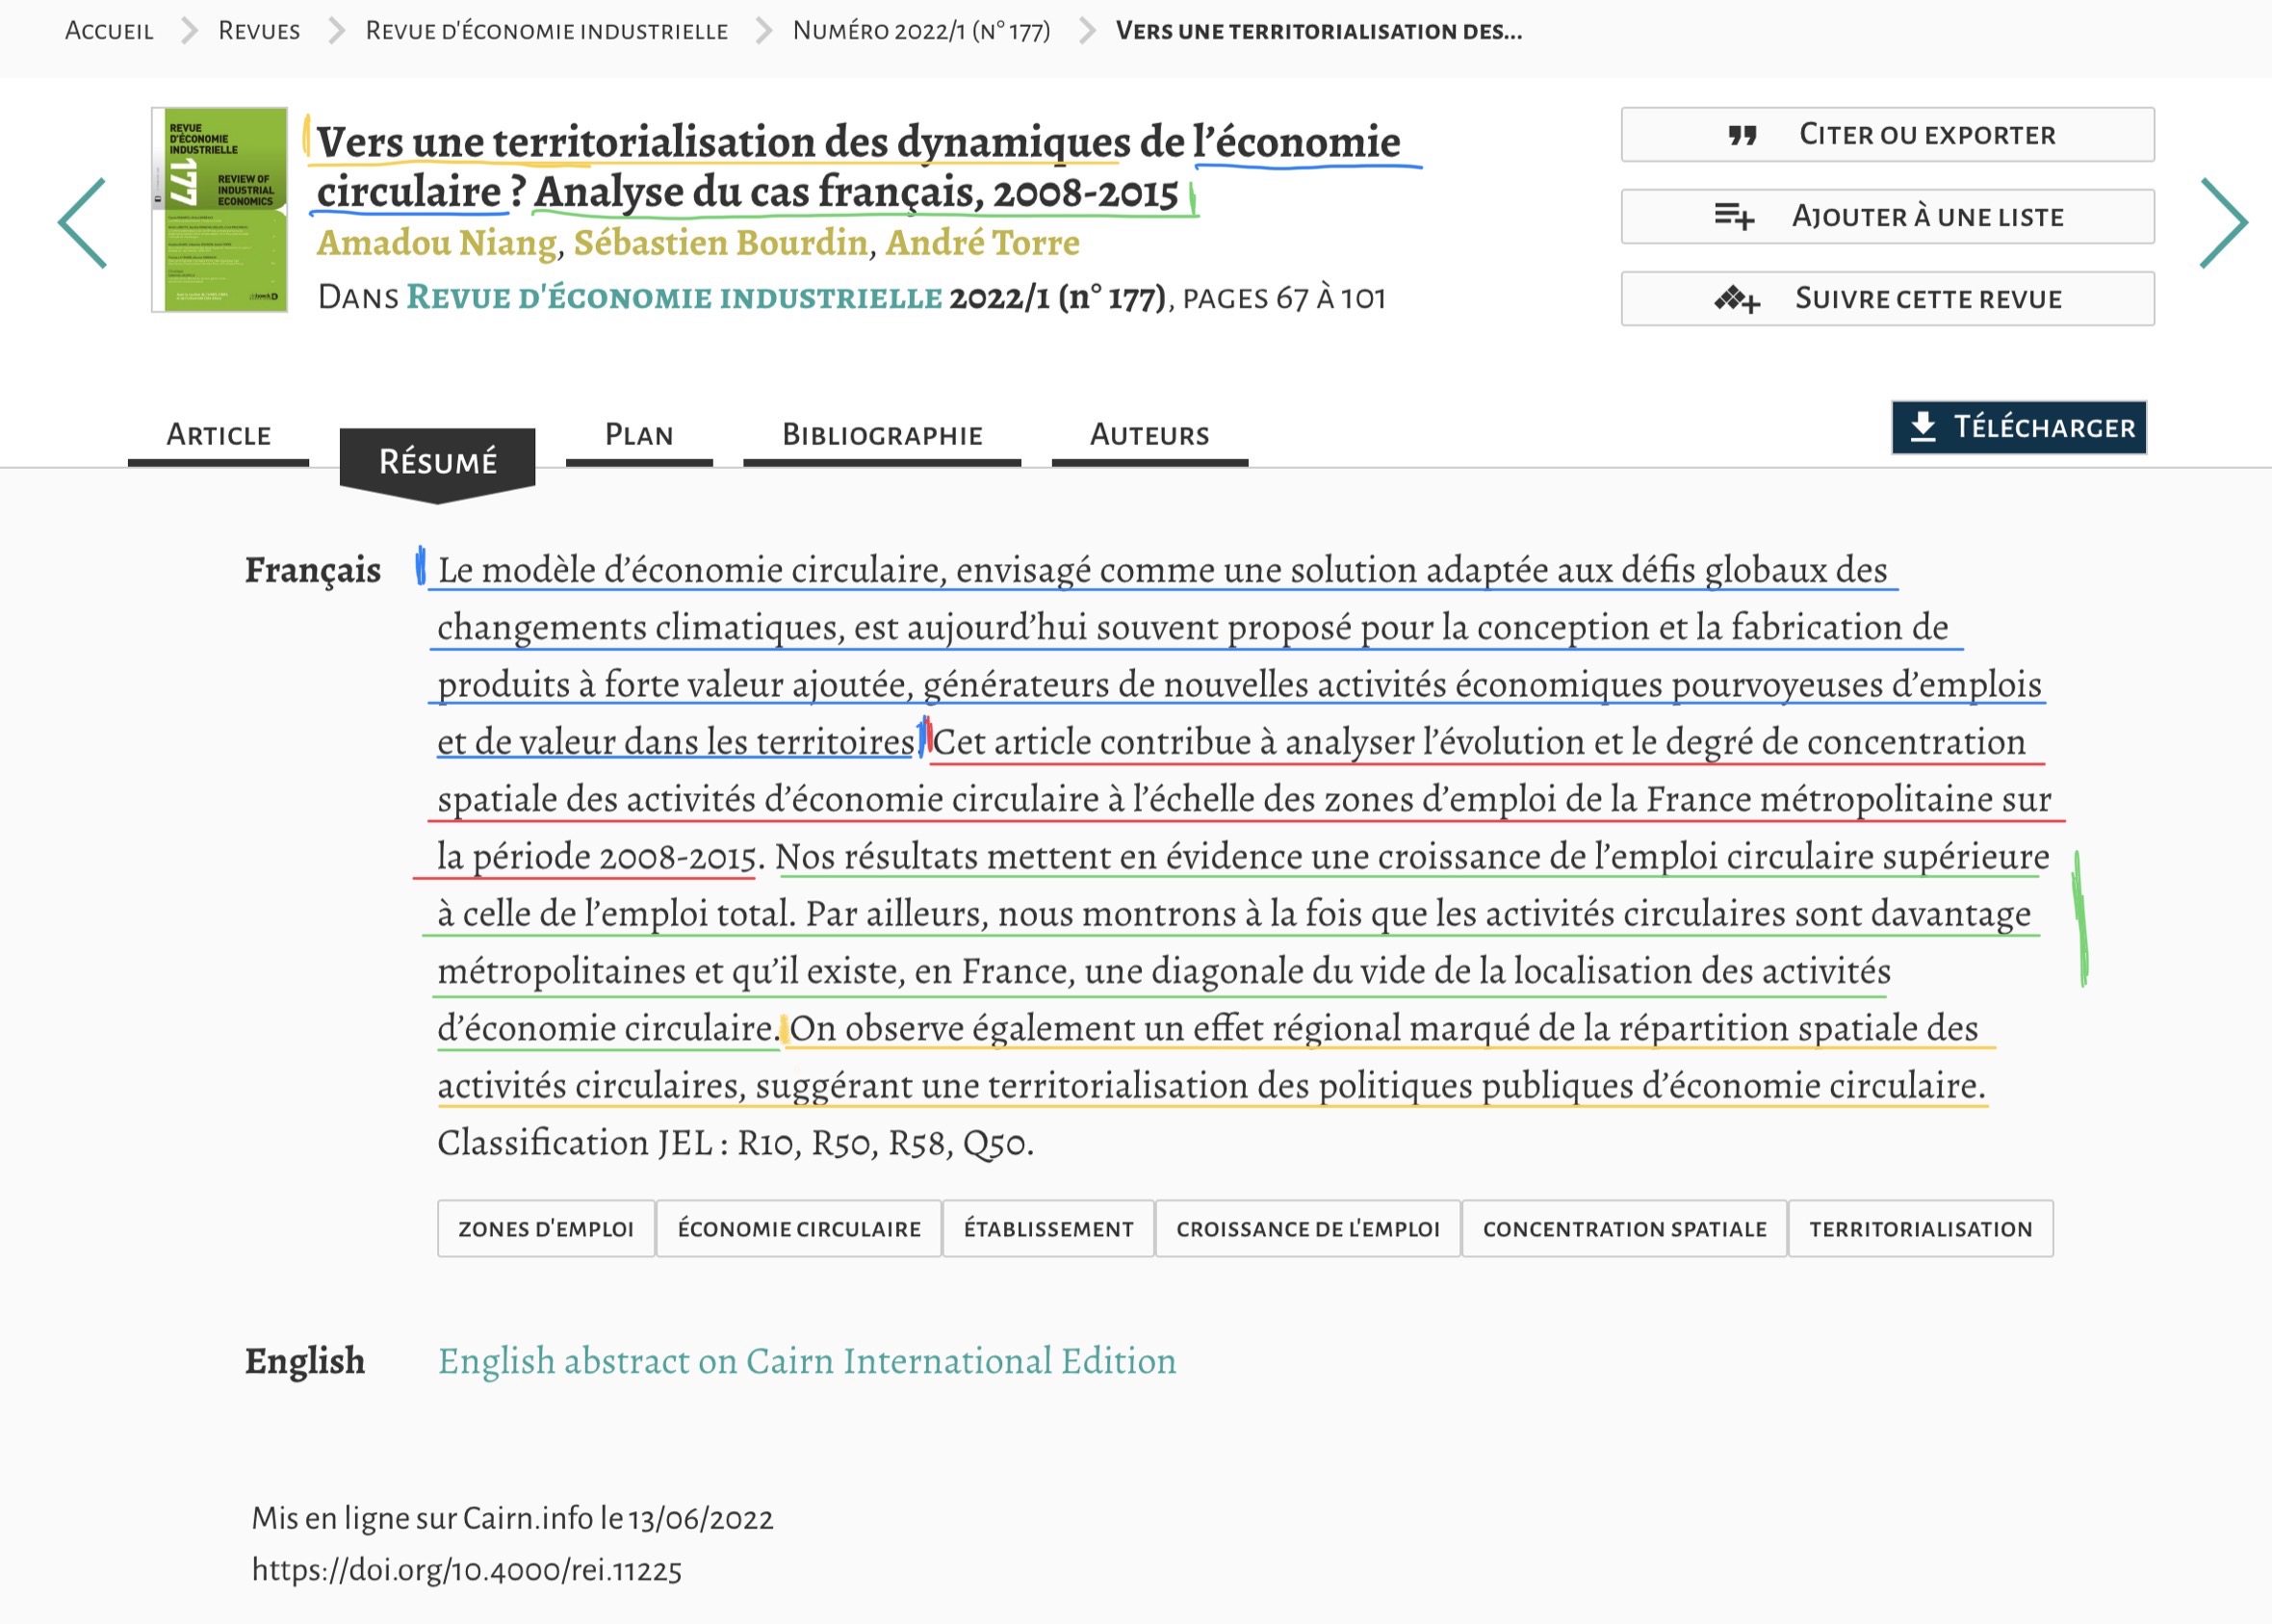 Accueil > Revues > Revue d'économie industrielle > Numéro 2022/1 (n° 177) > Vers une territorialisation des...
REVUE
D'ÉCONOMIE
INDUSTRIELLE
177
REVIEW OF
INDUSTRIAL
ECONOMICS
Vers une territorialisation des dynamiques de l’économie
circulaire ? Analyse du cas français, 2008-2015
Amadou Niang, Sébastien Bourdin, André Torre
Dans Revue d'économie industrielle 2022/1 (n° 177), pages 67 à 101
Citer ou exporter
Ajouter à une liste
Suivre cette revue
Article
Résumé
Plan
Bibliographie
Auteurs
Télécharger
Français
Le modèle d’économie circulaire, envisagé comme une solution adaptée aux défis globaux des
changements climatiques, est aujourd’hui souvent proposé pour la conception et la fabrication de
produits à forte valeur ajoutée, générateurs de nouvelles activités économiques pourvoyeuses d’emplois
et de valeur dans les territoires. Cet article contribue à analyser l’évolution et le degré de concentration
spatiale des activités d’économie circulaire à l’échelle des zones d’emploi de la France métropolitaine sur
la période 2008-2015. Nos résultats mettent en évidence une croissance de l’emploi circulaire supérieure
à celle de l’emploi total. Par ailleurs, nous montrons à la fois que les activités circulaires sont davantage
métropolitaines et qu’il existe, en France, une diagonale du vide de la localisation des activités
d’économie circulaire. On observe également un effet régional marqué de la répartition spatiale des
activités circulaires, suggérant une territorialisation des politiques publiques d’économie circulaire.
Classification JEL : R10, R50, R58, Q50.
zones d'emploi
économie circulaire
établissement
croissance de l'emploi
concentration spatiale
territorialisation
English
English abstract on Cairn International Edition
Mis en ligne sur Cairn.info le 13/06/2022
https://doi.org/10.4000/rei.11225